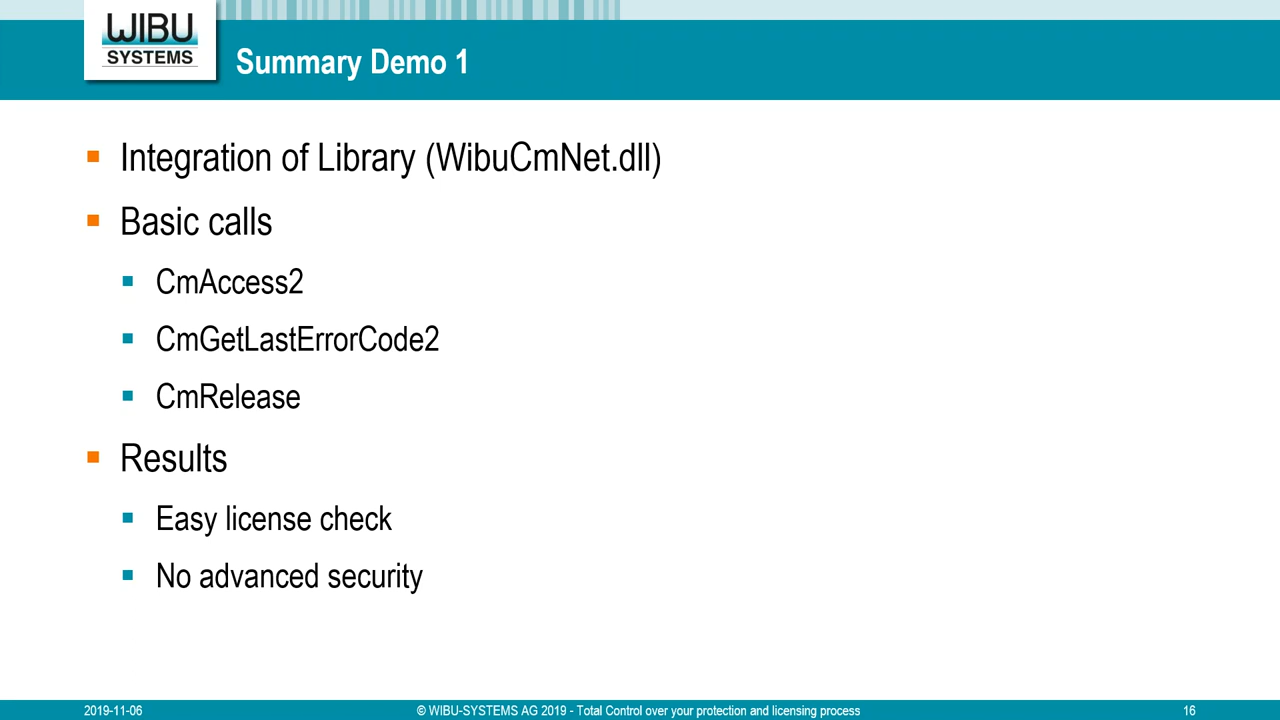 WIBU
SYSTEMS
Summary Demo 1
Integration of Library (WibuCmNet.dll)
Basic calls
CmAccess2
CmGetLastErrorCode2
CmRelease
Results
Easy license check
No advanced security
2019-11-06
© WIBU-SYSTEMS AG 2019 - Total Control over your protection and licensing process
16